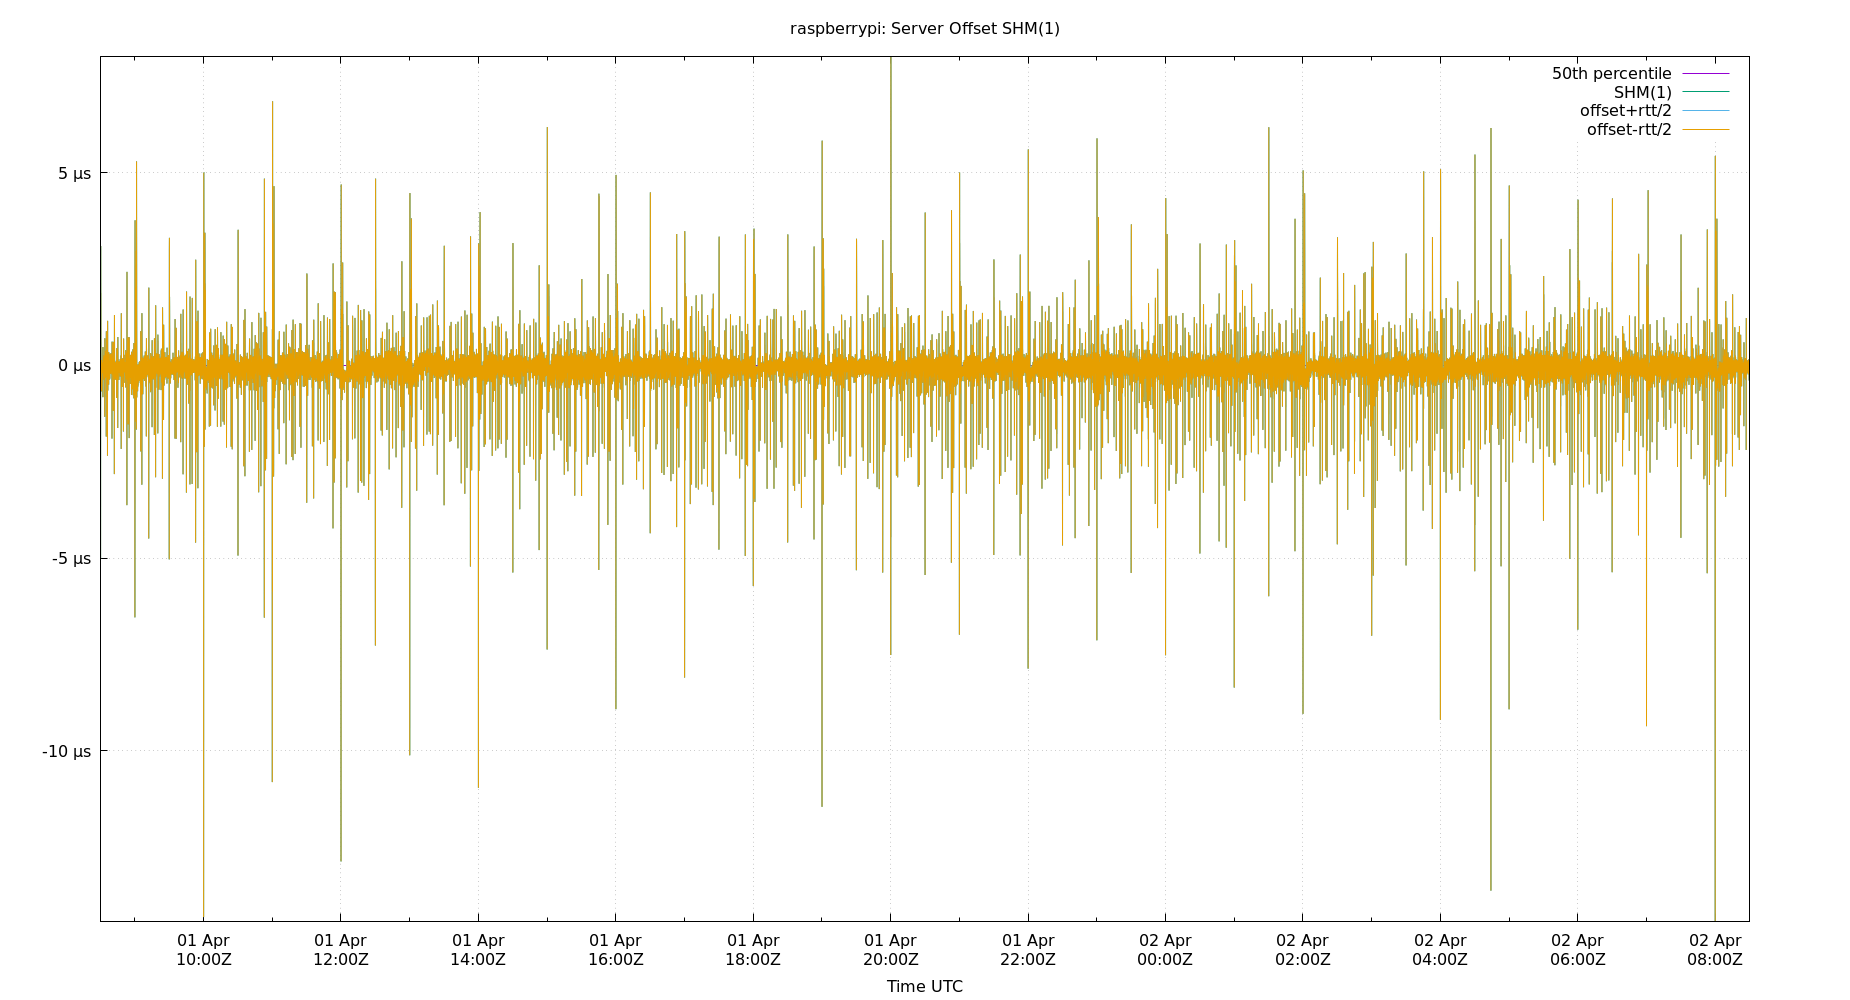 raspberrypi: Server Offset SHM(1)
50th percentile
SHM(1)
offset+rtt/2
offset-rtt/2
5 µs
0 µs
-5 µs
-10 µs
01 Apr 01 Apr 01 Apr 01 Apr 01 Apr 01 Apr 01 Apr 02 Apr 02 Apr 02 Apr 02 Apr 02 Apr
10:00Z 12:00Z 14:00Z 16:00Z 18:00Z 20:00Z 22:00Z 00:00Z 02:00Z 04:00Z 06:00Z 08:00Z
Time UTC